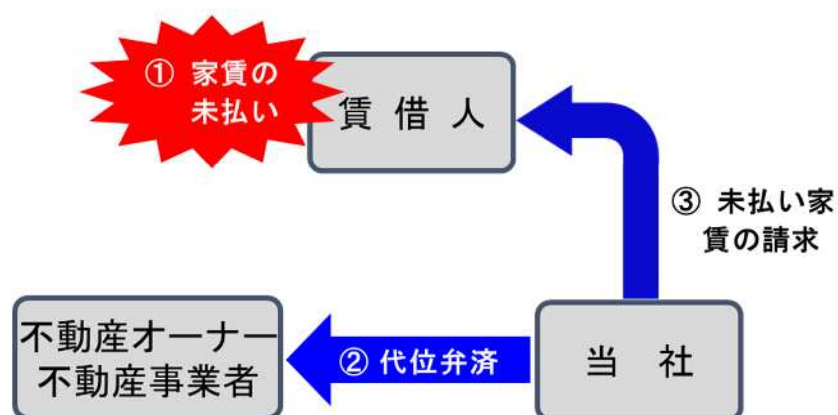 ① 家賃の
未払い
賃 借 人
③ 未払い家
賃の請求
不動産オーナー
不動産事業者
② 代位弁済
当 社